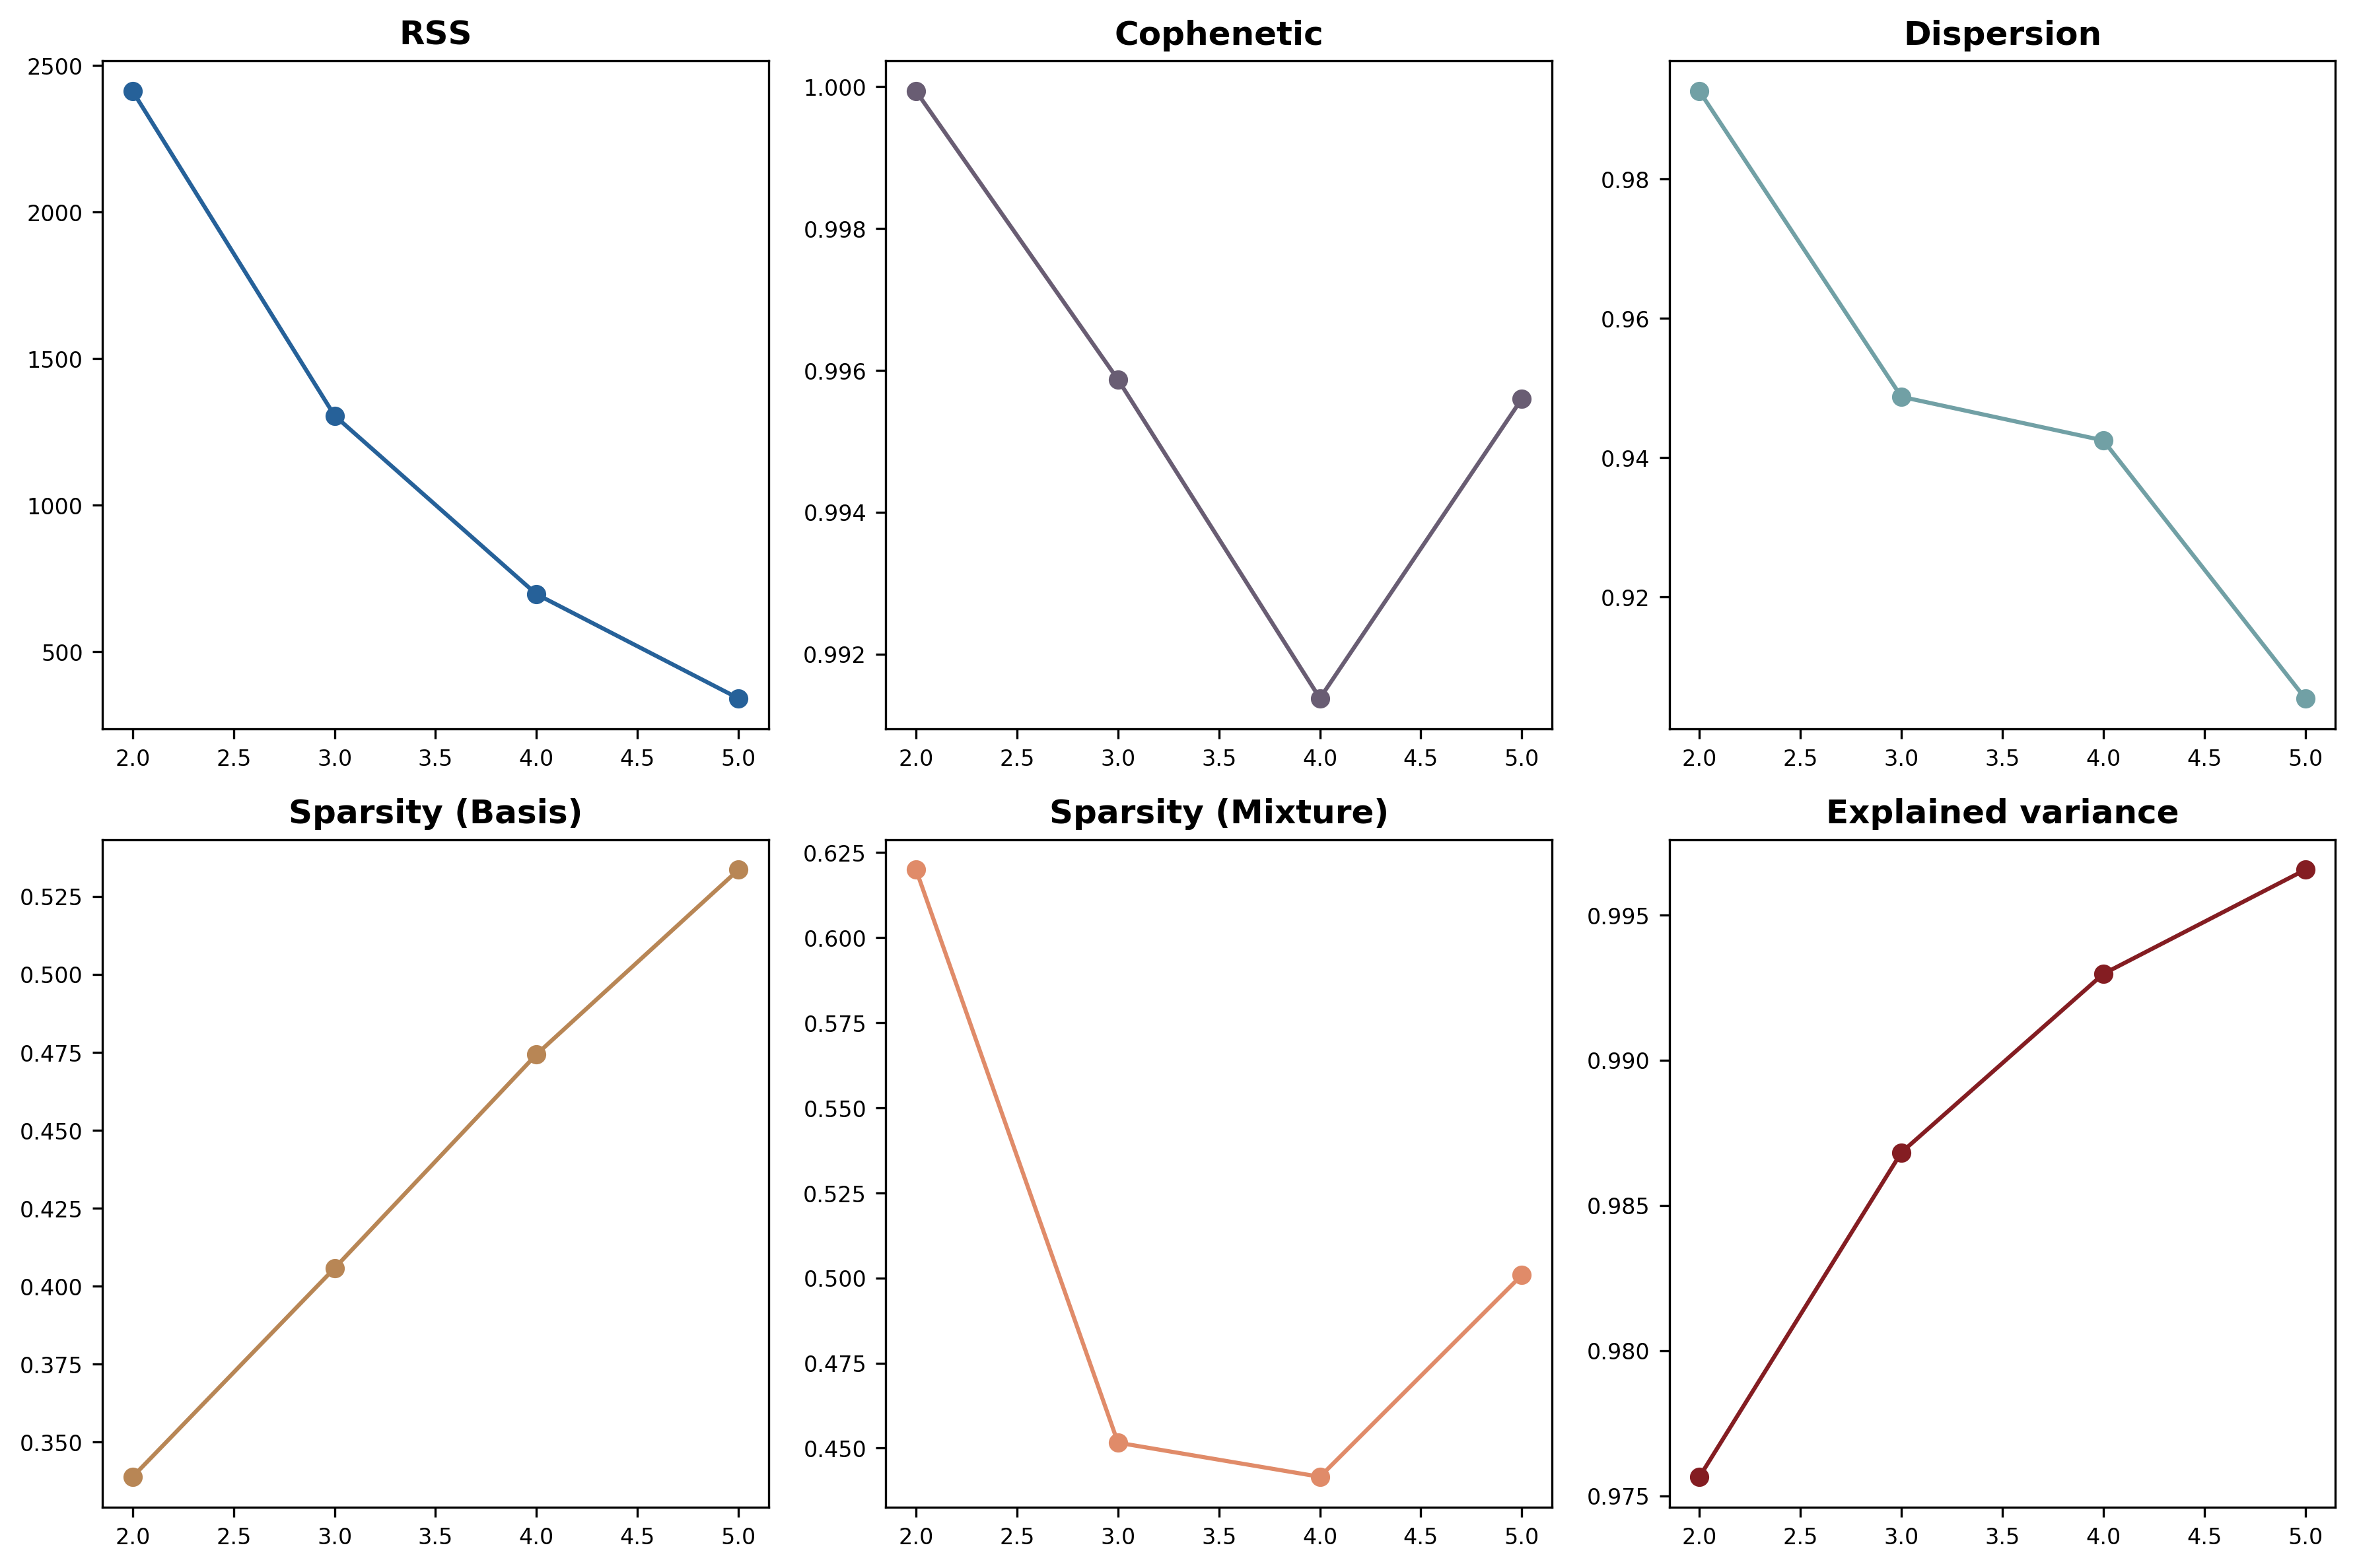 RSS
2500
2000
1500
1000
500
2.0 2.5 3.0 3.5 4.0 4.5 5.0
Cophenetic
1.000
0.998
0.996
0.994
0.992
2.0 2.5 3.0 3.5 4.0 4.5 5.0
Dispersion
0.98
0.96
0.94
0.92
2.0 2.5 3.0 3.5 4.0 4.5 5.0
Sparsity (Basis)
0.525
0.500
0.475
0.450
0.425
0.400
0.375
0.350
2.0 2.5 3.0 3.5 4.0 4.5 5.0
Sparsity (Mixture)
0.625
0.600
0.575
0.550
0.525
0.500
0.475
0.450
2.0 2.5 3.0 3.5 4.0 4.5 5.0
Explained variance
0.995
0.990
0.985
0.980
0.975
2.0 2.5 3.0 3.5 4.0 4.5 5.0